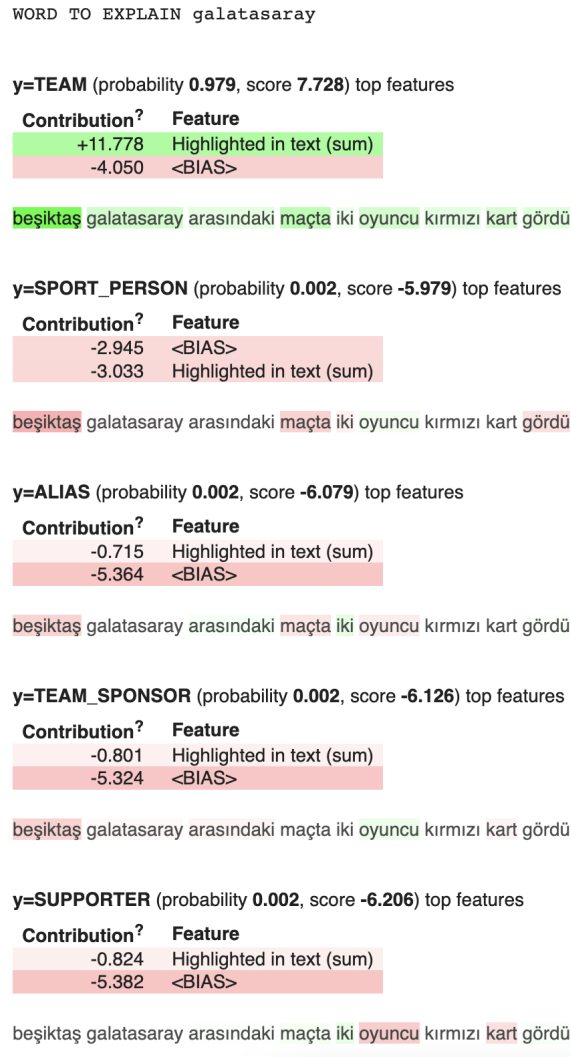 WORD TO EXPLAIN galatasaray
y=TEAM (probability 0.979, score 7.728) top features
Contribution? Feature
+11.778 Highlighted in text (sum)
-4.050 <BIAS>
beşiktaş galatasaray arasındaki maçta iki oyuncu kırmızı kart gördü
y=SPORT_PERSON (probability 0.002, score -5.979) top features
Contribution? Feature
-2.945 <BIAS>
-3.033 Highlighted in text (sum)
beşiktaş galatasaray arasındaki maçta iki oyuncu kırmızı kart gördü
y=ALIAS (probability 0.002, score -6.079) top features
Contribution? Feature
-0.715 Highlighted in text (sum)
-5.364 <BIAS>
beşiktaş galatasaray arasındaki maçta iki oyuncu kırmızı kart gördü
y=TEAM_SPONSOR (probability 0.002, score -6.126) top features
Contribution? Feature
-0.801 Highlighted in text (sum)
-5.324 <BIAS>
beşiktaş galatasaray arasındaki maçta iki oyuncu kırmızı kart gördü
y=SUPPORTER (probability 0.002, score -6.206) top features
Contribution? Feature
-0.824 Highlighted in text (sum)
-5.382 <BIAS>
beşiktaş galatasaray arasındaki maçta iki oyuncu kırmızı kart gördü